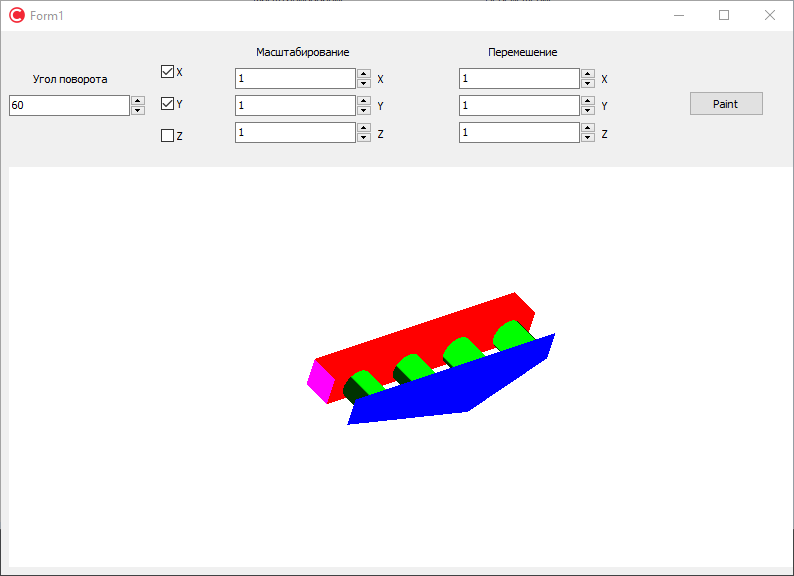 Form1
Масштабирование
Перемешение
Угол поворота
X
1
X
1
X
60
Y
1
Y
1
Y
Paint
Z
1
Z
1
Z